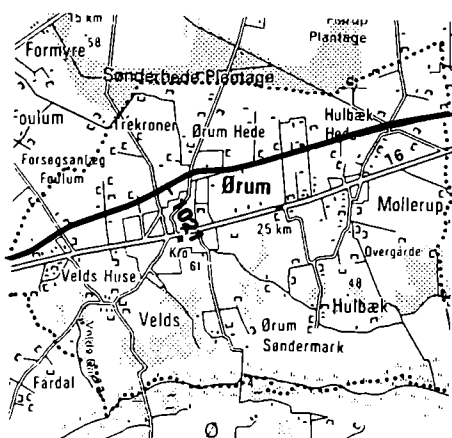 15 km
Formyre
58
Plantage
Sønderhede Plantage
S
Foulum
Trekroner
Ørum Hede
Hulbæk
Hede
Forsøgsanlæg
Foulum
16
Ørum
Mollerup
25 km
Kro
61
Overgårde
Velds Huse
48
Hulbæk
Velds
Ørum
Søndermark
Fårdal
Ø